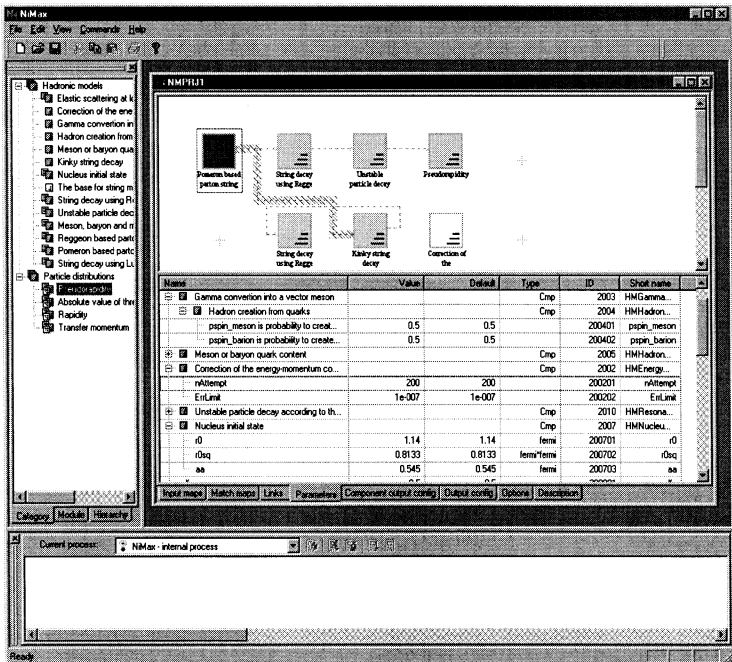 NiMax
File Edit View Commands Help
Hadronic models
Elastic scattering at k
Correction of the ene
Gamma convertion in
Hadron creation from
Meson or baryon qua
Kinky string decay
Nucleus initial state
The base for string m
String decay using Re
Unstable particle dec
Meson, baryon and n
Reggeon based partc
Pomeron based partc
String decay using Lu
Particle distributions
Pseudorapidity
Absolute value of thre
Rapidity
Transfer momentum
Category Module Hierarchy
NMPRJ1
Pomeron based
parton string
String decay
using Regge
Unstable
particle decay
Pseudorapidity
String decay
using Regge
Kinky string
decay
Correction of
the
Name Value Default Type ID Short name
Gamma convertion into a vector meson Cmp 2003 HMGamma...
Hadron creation from quarks Cmp 2004 HMHadron...
pspin_meson is probability to creat... 0.5 0.5 200401 pspin_meson
pspin_barion is probability to create... 0.5 0.5 200402 pspin_barion
Meson or baryon quark content Cmp 2005 HMHadron...
Correction of the energy-momentum co... Cmp 2002 HMEnergy...
nAttempt 200 200 200201 nAttempt
ErrLimit 1e-007 1e-007 200202 ErrLimit
Unstable particle decay according to th... Cmp 2010 HMResona...
Nucleus initial state Cmp 2007 HMNucleu...
r0 1.14 1.14 fermi 200701 r0
r0sq 0.8133 0.8133 fermi*fermi 200702 r0sq
aa 0.545 0.545 fermi 200703 aa
Input maps Match maps Links Parameters Component output config Output config Options Description
Current process: NiMax - internal process
Ready